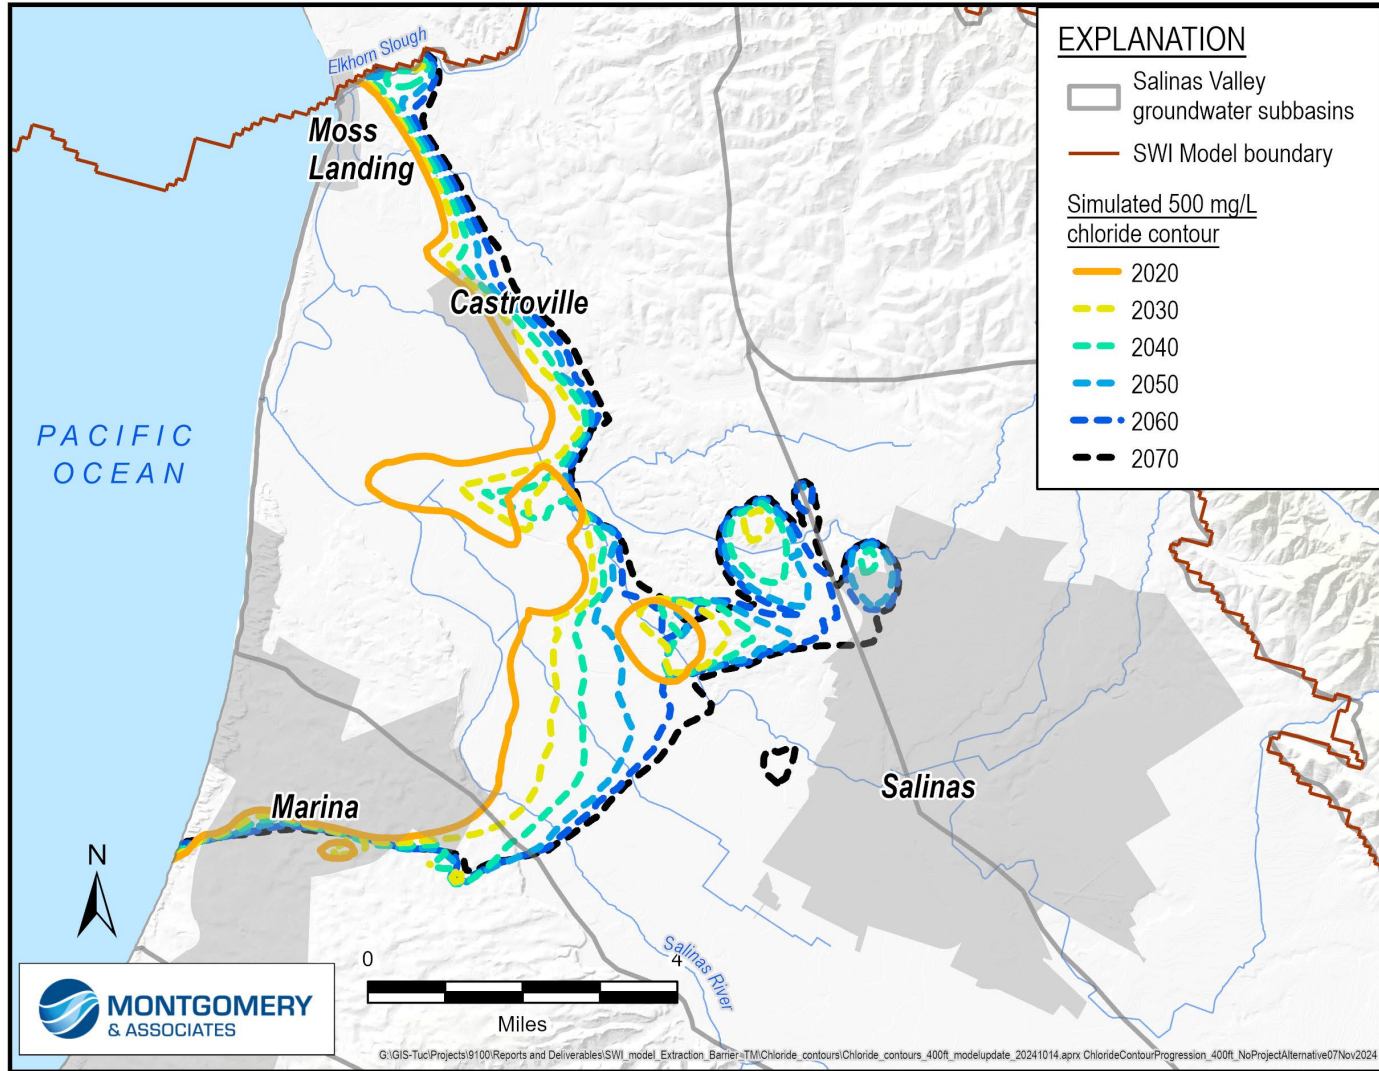 Elkhorn Slough
Moss
Landing
Castroville
PACIFIC
OCEAN
Marina
Salinas
Salinas River
N
0
4
Miles
MONTGOMERY
& ASSOCIATES
EXPLANATION
Salinas Valley
groundwater subbasins
SWI Model boundary
Simulated 500 mg/L
chloride contour
2020
2030
2040
2050
2060
2070
G:\GIS-Tuc\Projects\9100\Reports and Deliverables\SWI_model_Extraction_Barrier_TM\Chloride_contours\Chloride_contours_400ft_modelupdate_20241014.aprx ChlorideContourProgression_400ft_NoProjectAlternative07Nov2024